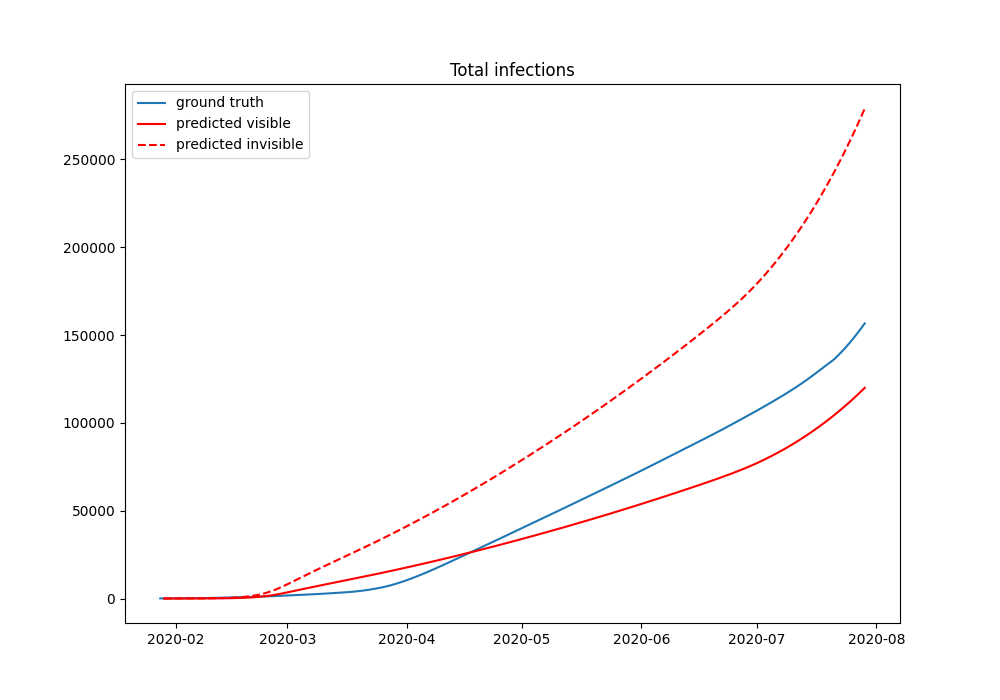 Total infections
ground truth
predicted visible
predicted invisible
250000
200000
150000
100000
50000
0
2020-02 2020-03 2020-04 2020-05 2020-06 2020-07 2020-08